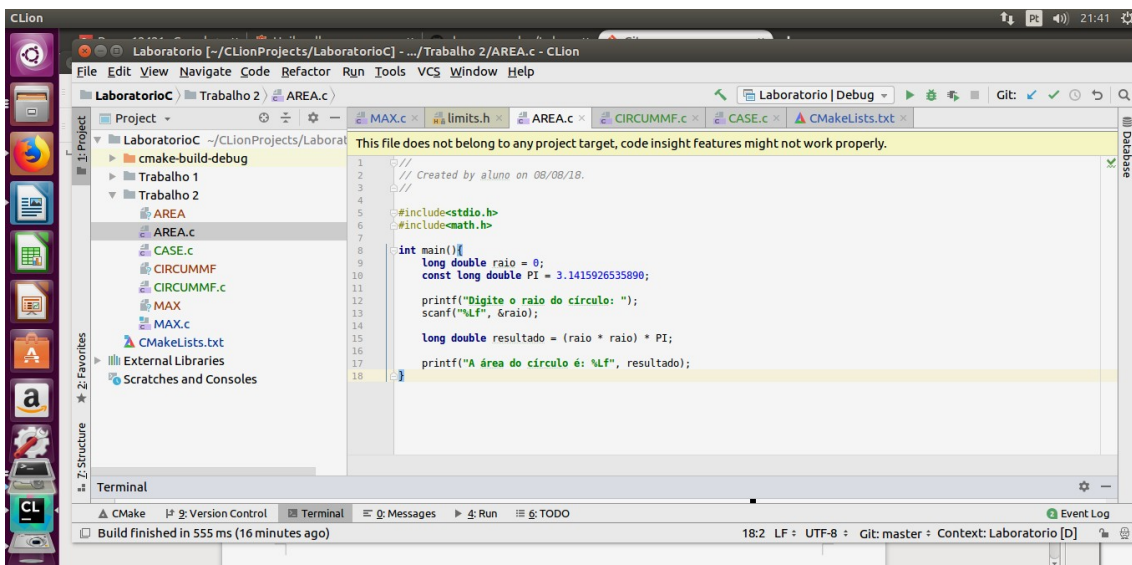 CLion
Pt
21:41
Laboratorio [~/CLionProjects/LaboratorioC] - .../Trabalho 2/AREA.c - CLion
File Edit View Navigate Code Refactor Run Tools VCS Window Help
LaboratorioC Trabalho 2 AREA.c
Laboratorio | Debug
Git:
Project
MAX.c limits.h AREA.c CIRCUMMF.c CASE.c CMakeLists.txt
1: Project
LaboratorioC ~/CLionProjects/Laborat
cmake-build-debug
Trabalho 1
Trabalho 2
AREA
AREA.c
CASE.c
CIRCUMMF
CIRCUMMF.c
MAX
MAX.c
CMakeLists.txt
External Libraries
Scratches and Consoles
This file does not belong to any project target, code insight features might not work properly.
1 //
2 // Created by aluno on 08/08/18.
3 //
4
5 #include<stdio.h>
6 #include<math.h>
7
8 int main(){
9 long double raio = 0;
10 const long double PI = 3.1415926535890;
11
12 printf("Digite o raio do círculo: ");
13 scanf("%Lf", &raio);
14
15 long double resultado = (raio * raio) * PI;
16
17 printf("A área do círculo é: %Lf", resultado);
18 }
Database
2: Favorites
Z: Structure
Terminal
CMake 9: Version Control Terminal 0: Messages 4: Run 6: TODO
2 Event Log
Build finished in 555 ms (16 minutes ago)
18:2 LF UTF-8 Git: master Context: Laboratorio [D]
CL